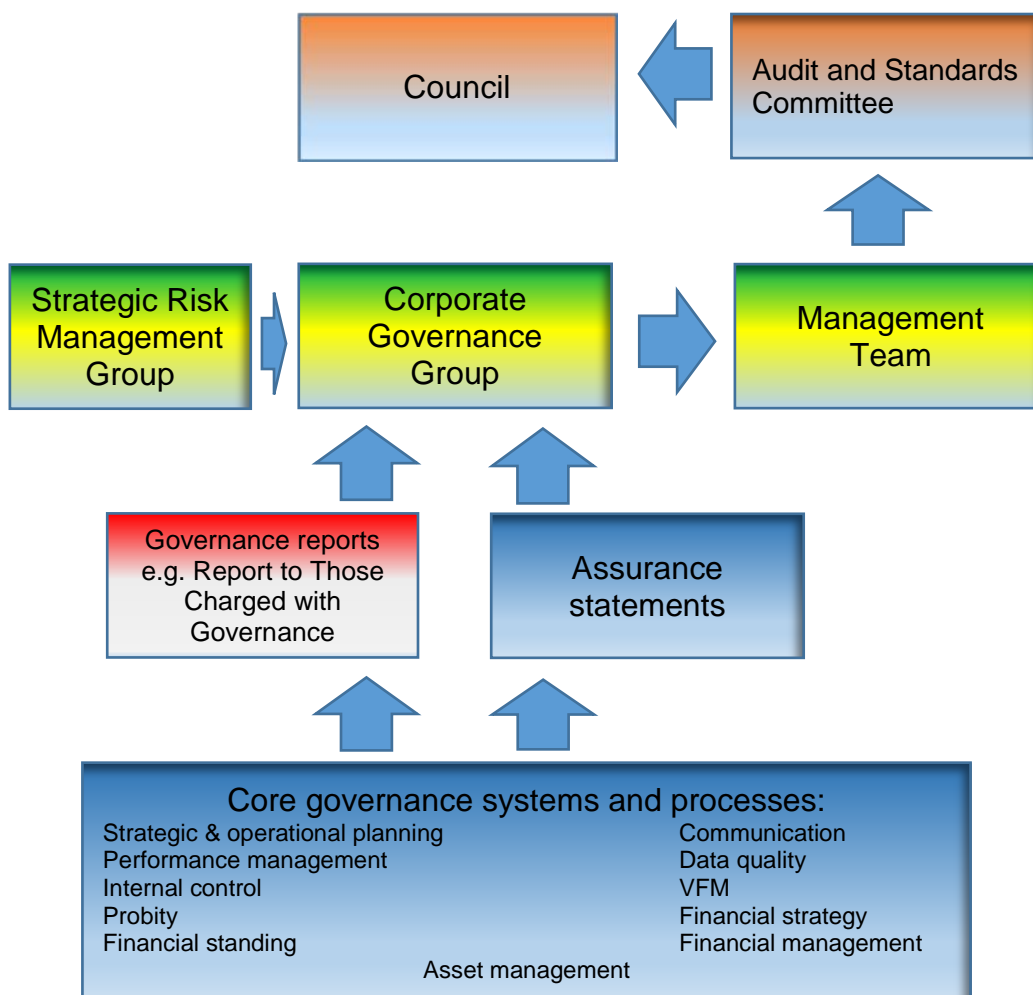 Council
Audit and Standards
Committee
Strategic Risk
Management
Group
Corporate
Governance
Group
Management
Team
Governance reports
e.g. Report to Those
Charged with
Governance
Assurance
statements
Core governance systems and processes:
Strategic & operational planning
Performance management
Internal control
Probity
Financial standing
Communication
Data quality
VFM
Financial strategy
Financial management
Asset management